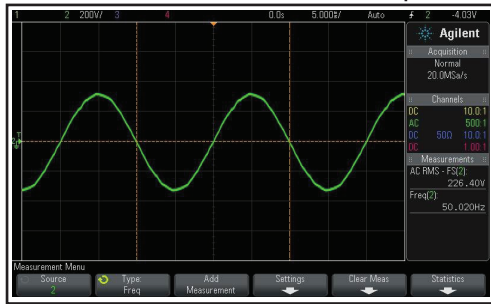 1 2 200V/ 3 4 0.0s 5.000s/ Auto 2 -4.03V
Agilent
Acquisition
Normal
20.0MSa/s
Channels
DC 10.0:1
AC 500:1
DC 50Ω 10.0:1
DC 1.00:1
Measurements
AC RMS - FS(2):
226.40V
Freq(2):
50.020Hz
2
Measurement Menu
Source
2
Type:
Freq
Add
Measurement
Settings
Clear Meas
Statistics